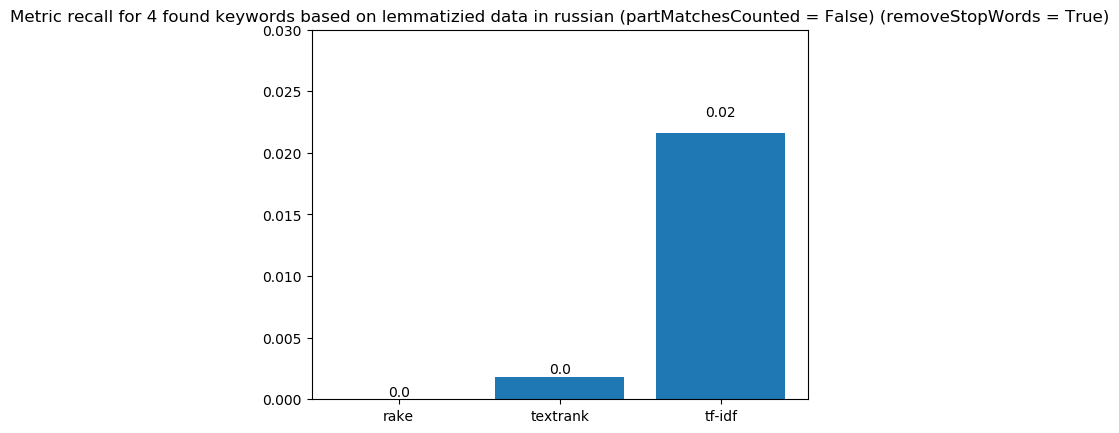 Metric recall for 4 found keywords based on lemmatizied data in russian (partMatchesCounted = False) (removeStopWords = True)
0.030
0.025
0.020
0.015
0.010
0.005
0.000
0.0
0.0
0.02
rake
textrank
tf-idf